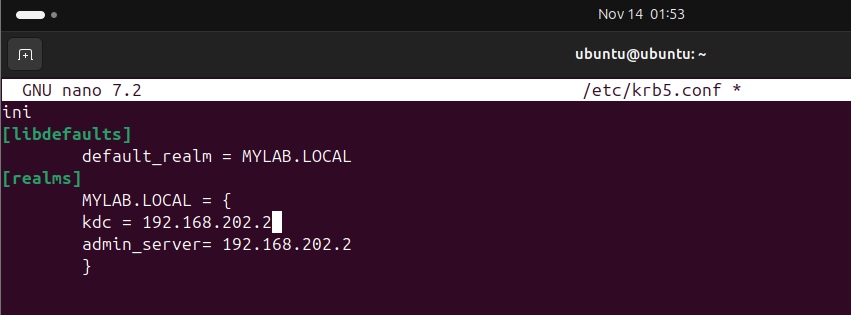 Nov 14 01:53
ubuntu@ubuntu: ~
GNU nano 7.2 /etc/krb5.conf *
ini
[libdefaults]
default_realm = MYLAB.LOCAL
[realms]
MYLAB.LOCAL = {
kdc = 192.168.202.2
admin_server= 192.168.202.2
}